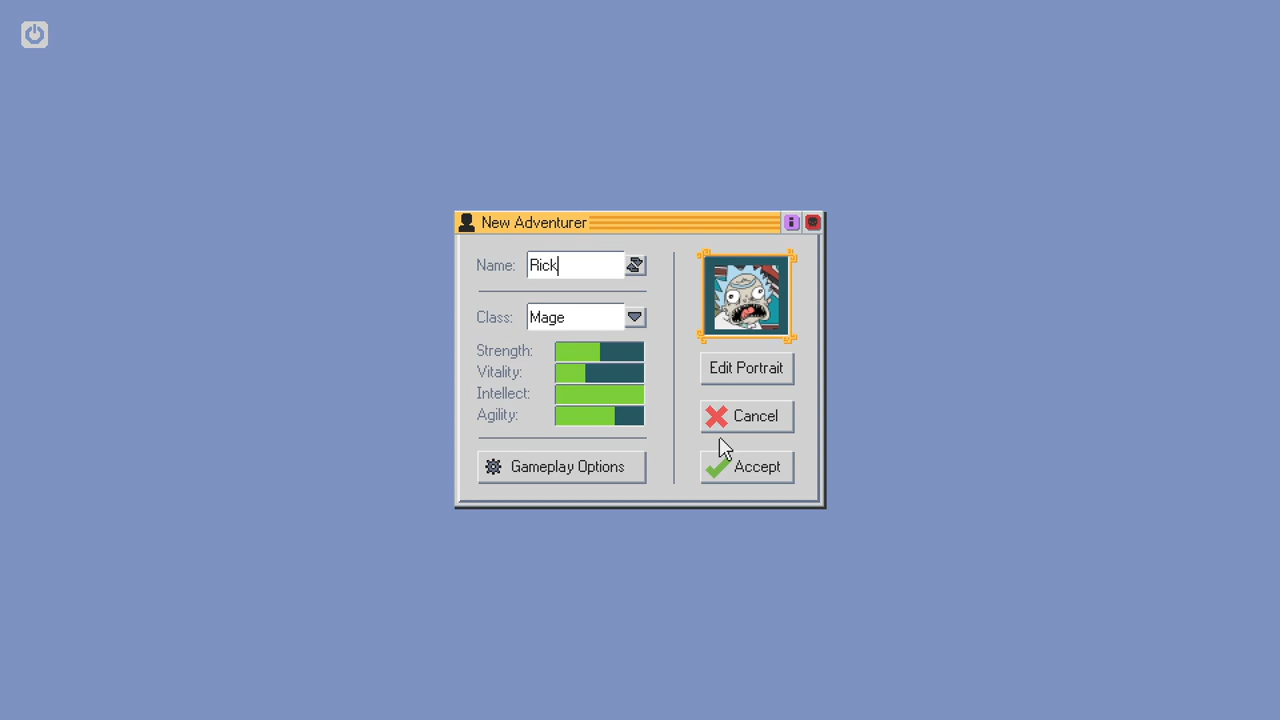 New Adventurer
Name: Rick
Class: Mage
Strength:
Vitality:
Intellect:
Agility:
Gameplay Options
Edit Portrait
Cancel
Accept